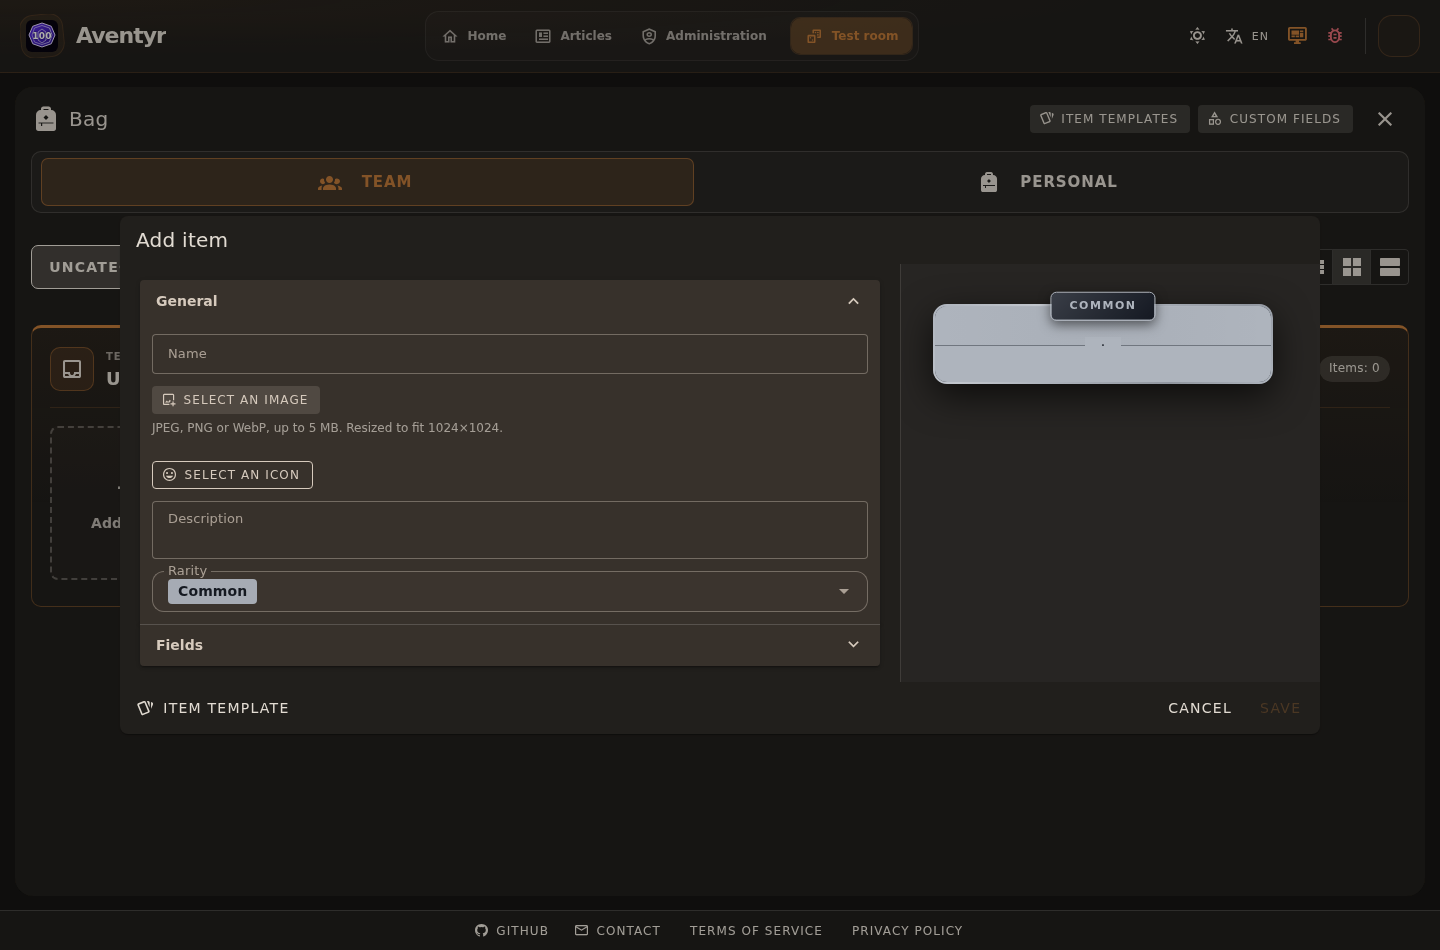 100
Aventyr
Home
Articles
Administration
Test room
EN
Bag
ITEM TEMPLATES
CUSTOM FIELDS
TEAM
PERSONAL
Add item
General
Name
SELECT AN IMAGE
JPEG, PNG or WebP, up to 5 MB. Resized to fit 1024×1024.
SELECT AN ICON
Description
Rarity
Common
Fields
COMMON
Items: 0
Add
ITEM TEMPLATE
CANCEL
SAVE
GITHUB
CONTACT
TERMS OF SERVICE
PRIVACY POLICY